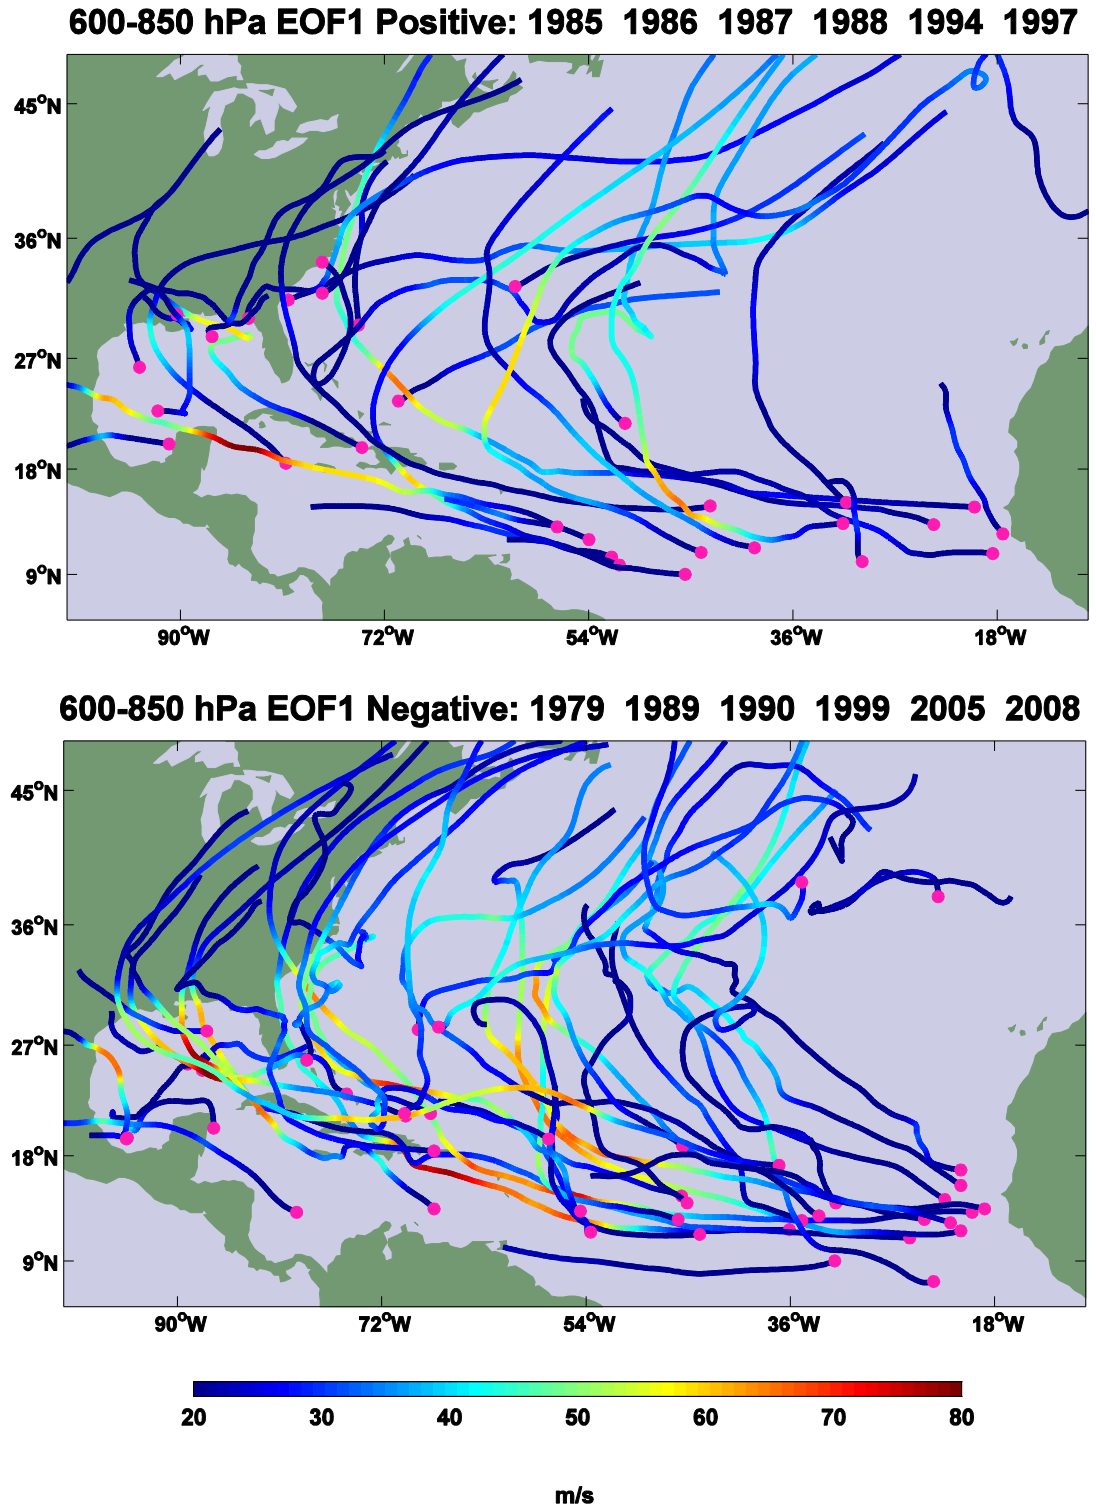 600-850 hPa EOF1 Positive: 1985 1986 1987 1988 1994 1997
45°N
36°N
27°N
18°N
9°N
90°W 72°W 54°W 36°W 18°W
600-850 hPa EOF1 Negative: 1979 1989 1990 1999 2005 2008
45°N
36°N
27°N
18°N
9°N
90°W 72°W 54°W 36°W 18°W
20 30 40 50 60 70 80
m/s